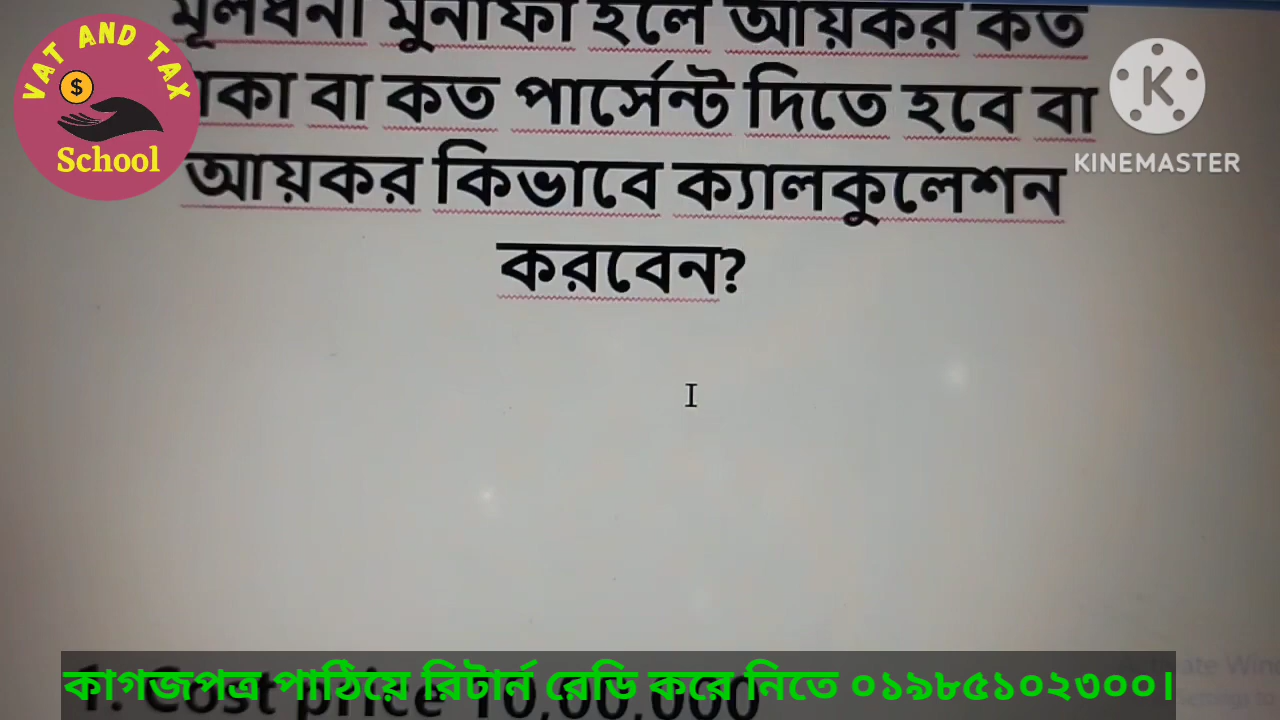 মূলধনী মুনাফা হলে আয়কর কত
টাকা বা কত পার্সেন্ট দিতে হবে বা
আয়কর কিভাবে ক্যালকুলেশন
করবেন?
VAT AND TAX
$
School
K
KINEMASTER
1. Cost price 10,00,000
কাগজপত্র পাঠিয়ে রিটার্ন রেডি করে নিতে ০১৯৮৫১০২৩০০।